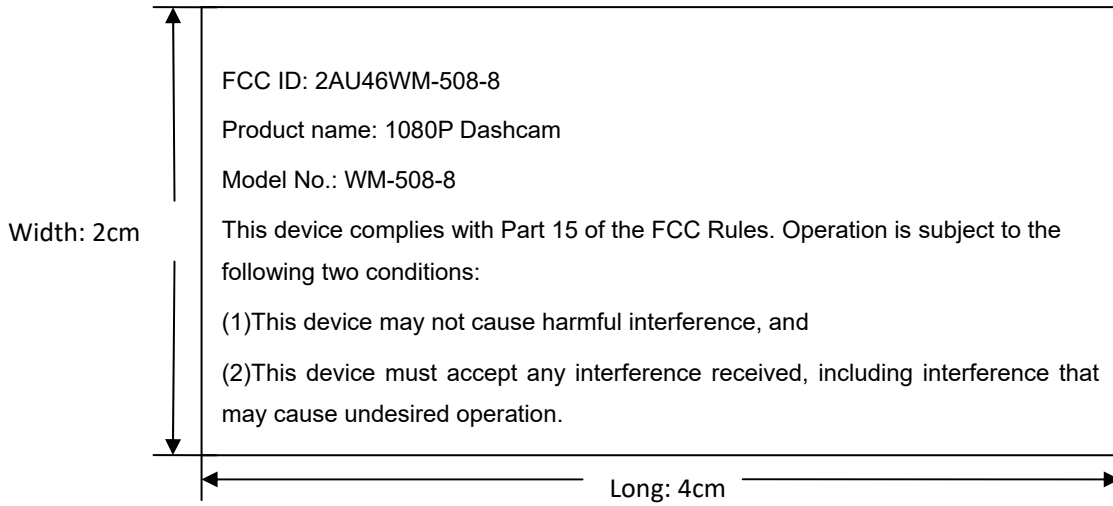 FCC ID: 2AU46WM-508-8
Product name: 1080P Dashcam
Model No.: WM-508-8
Width: 2cm
This device complies with Part 15 of the FCC Rules. Operation is subject to the
following two conditions:
(1)This device may not cause harmful interference, and
(2)This device must accept any interference received, including interference that
may cause undesired operation.
Long: 4cm